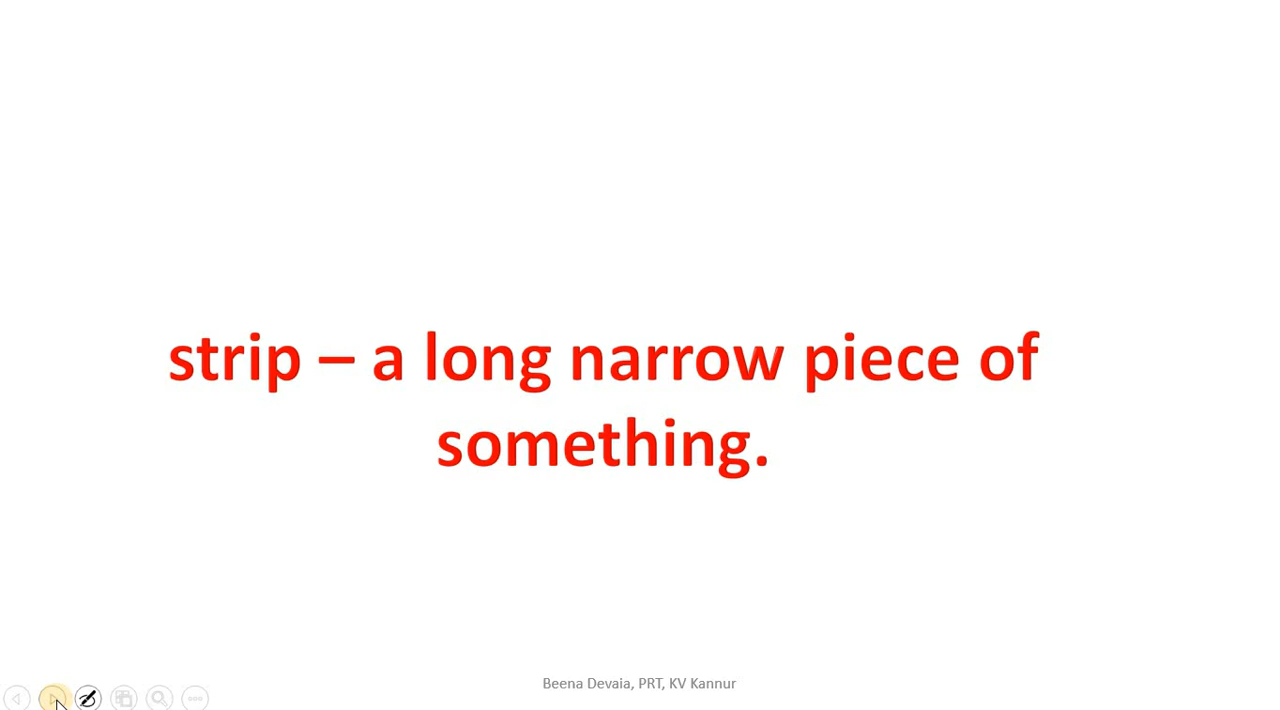 strip – a long narrow piece of
something.
Beena Devaia, PRT, KV Kannur